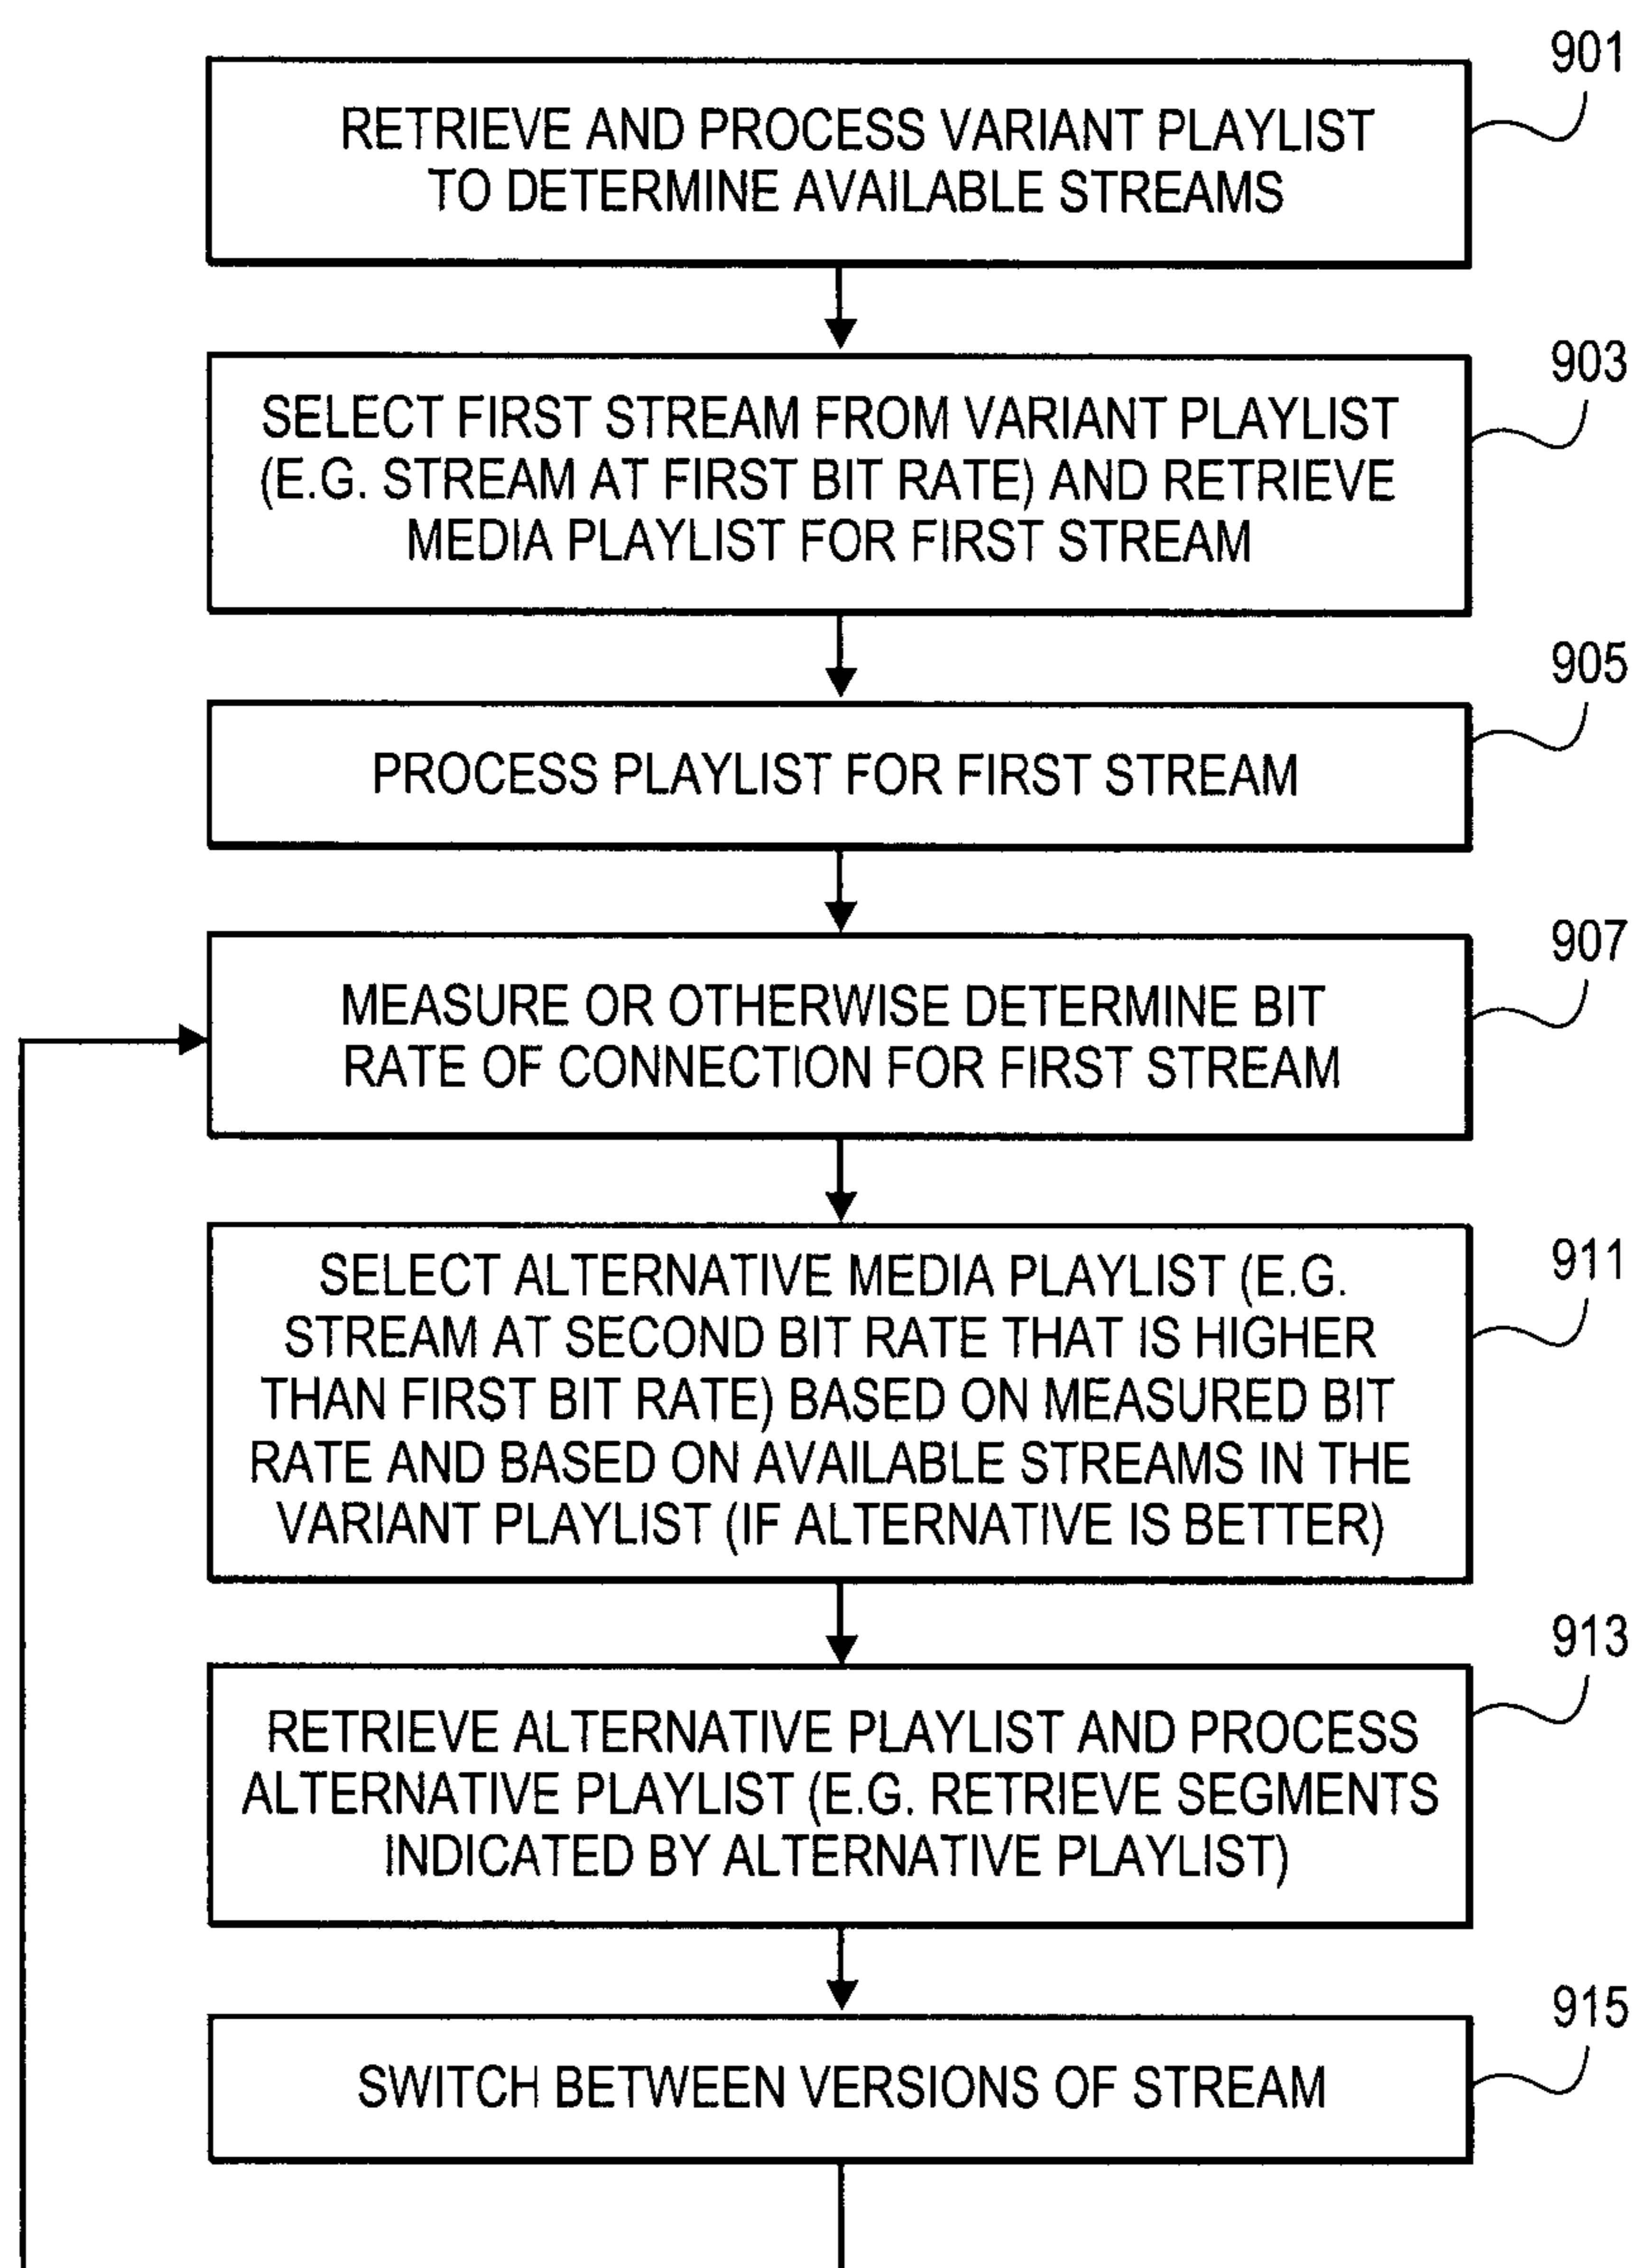 901
RETRIEVE AND PROCESS VARIANT PLAYLIST
TO DETERMINE AVAILABLE STREAMS
903
SELECT FIRST STREAM FROM VARIANT PLAYLIST
(E.G. STREAM AT FIRST BIT RATE) AND RETRIEVE
MEDIA PLAYLIST FOR FIRST STREAM
905
PROCESS PLAYLIST FOR FIRST STREAM
907
MEASURE OR OTHERWISE DETERMINE BIT
RATE OF CONNECTION FOR FIRST STREAM
911
SELECT ALTERNATIVE MEDIA PLAYLIST (E.G.
STREAM AT SECOND BIT RATE THAT IS HIGHER
THAN FIRST BIT RATE) BASED ON MEASURED BIT
RATE AND BASED ON AVAILABLE STREAMS IN THE
VARIANT PLAYLIST (IF ALTERNATIVE IS BETTER)
913
RETRIEVE ALTERNATIVE PLAYLIST AND PROCESS
ALTERNATIVE PLAYLIST (E.G. RETRIEVE SEGMENTS
INDICATED BY ALTERNATIVE PLAYLIST)
915
SWITCH BETWEEN VERSIONS OF STREAM